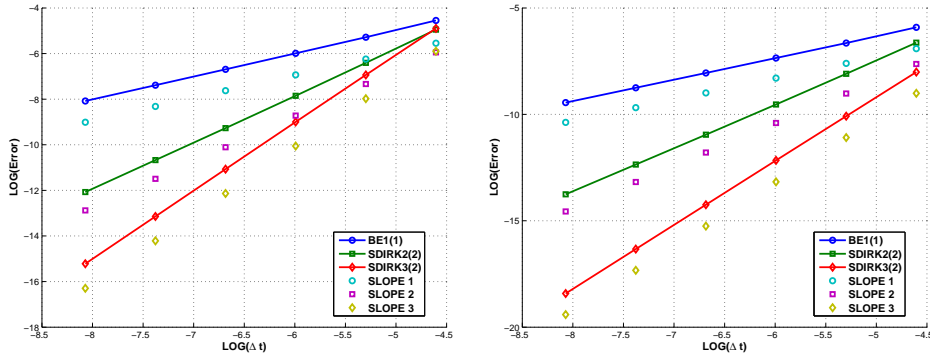 −4
−6
−8
−10
−12
−14
−16
−18
LOG(Error)
−8.5
−8
−7.5
−7
−6.5
−6
−5.5
−5
−4.5
LOG(Δ t)
BE1(1)
SDIRK2(2)
SDIRK3(2)
SLOPE 1
SLOPE 2
SLOPE 3
−5
−10
−15
−20
LOG(Error)
−8.5
−8
−7.5
−7
−6.5
−6
−5.5
−5
−4.5
LOG(Δ t)
BE1(1)
SDIRK2(2)
SDIRK3(2)
SLOPE 1
SLOPE 2
SLOPE 3